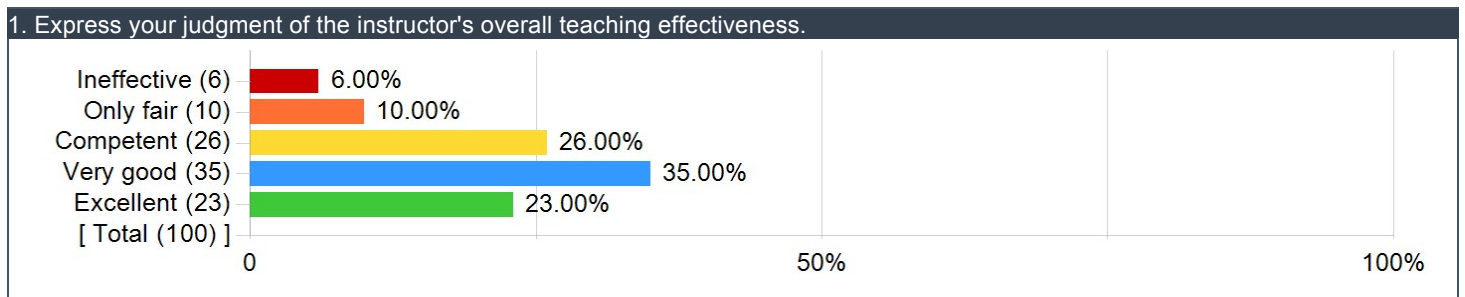 1. Express your judgment of the instructor's overall teaching effectiveness.
Ineffective (6) 6.00%
Only fair (10) 10.00%
Competent (26) 26.00%
Very good (35) 35.00%
Excellent (23) 23.00%
[ Total (100) ]
0 50% 100%